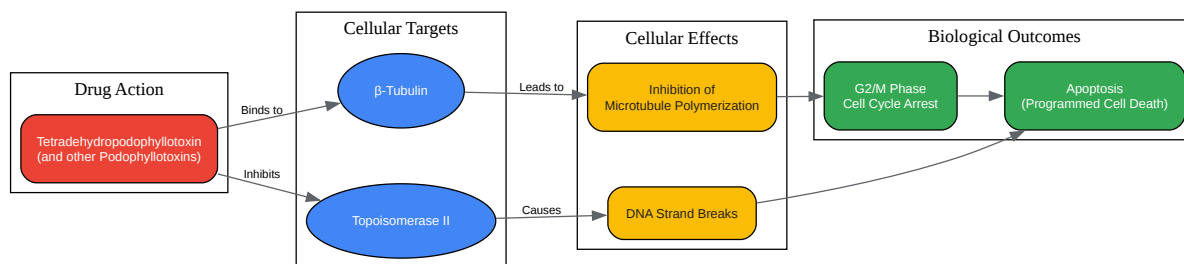 Drug Action
Tetradehydropodophyllotoxin
(and other Podophyllotoxins)
Binds to
Inhibits
Cellular Targets
β-Tubulin
Topoisomerase II
Leads to
Causes
Cellular Effects
Inhibition of
Microtubule Polymerization
DNA Strand Breaks
Biological Outcomes
G2/M Phase
Cell Cycle Arrest
Apoptosis
(Programmed Cell Death)